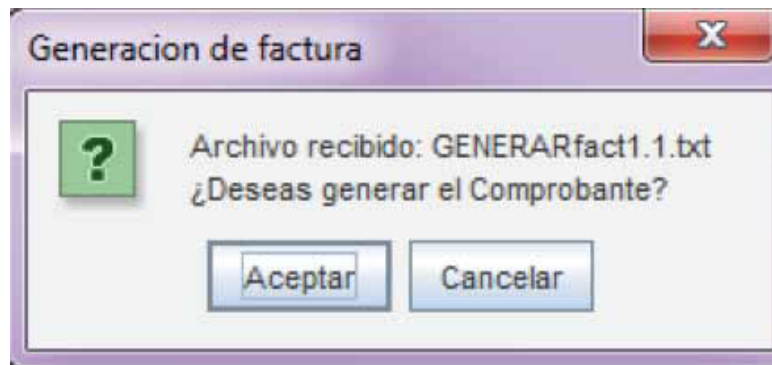 Generacion de factura
Archivo recibido: GENERARfact1.1.txt
¿Deseas generar el Comprobante?
Aceptar
Cancelar